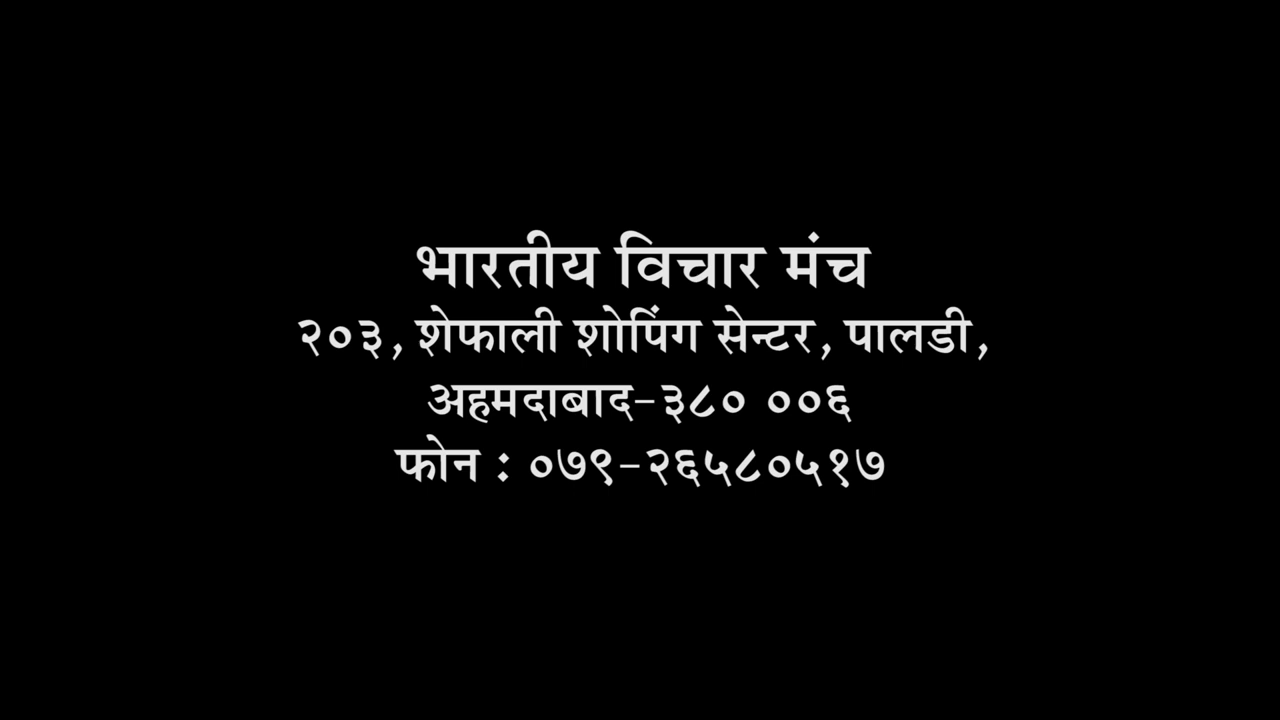 भारतीय विचार मंच
२०३, शेफाली शोपिंग सेन्टर, पालडी,
अहमदाबाद-३८० ००६
फोन : ०७९-२६५८०५१७